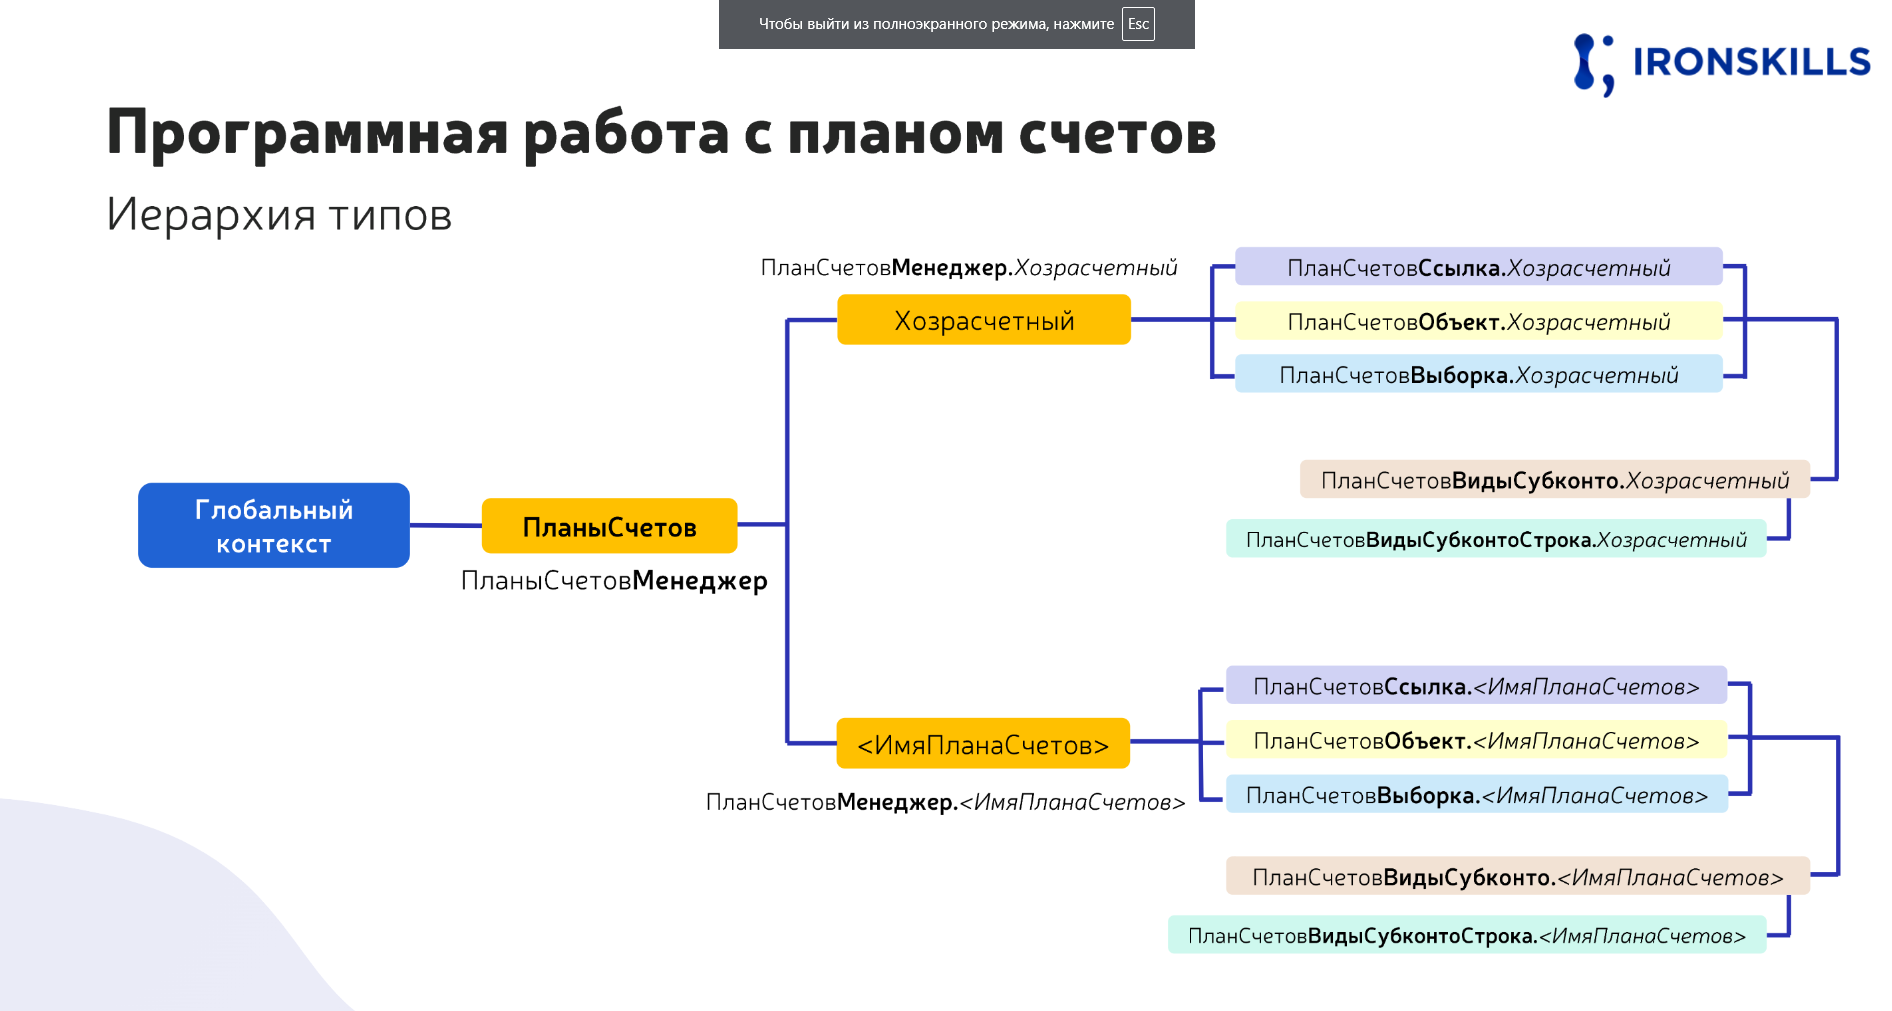 Чтобы выйти из полноэкранного режима, нажмите Esc
IRONSKILLS
Программная работа с планом счетов
Иерархия типов
ПланСчетовМенеджер.Хозрасчетный
Хозрасчетный
ПланСчетовСсылка.Хозрасчетный
ПланСчетовОбъект.Хозрасчетный
ПланСчетовВыборка.Хозрасчетный
ПланСчетовВидыСубконто.Хозрасчетный
ПланСчетовВидыСубконтоСтрока.Хозрасчетный
Глобальный
контекст
ПланыСчетов
ПланыСчетовМенеджер
<ИмяПланаСчетов>
ПланСчетовМенеджер.<ИмяПланаСчетов>
ПланСчетовСсылка.<ИмяПланаСчетов>
ПланСчетовОбъект.<ИмяПланаСчетов>
ПланСчетовВыборка.<ИмяПланаСчетов>
ПланСчетовВидыСубконто.<ИмяПланаСчетов>
ПланСчетовВидыСубконтоСтрока.<ИмяПланаСчетов>